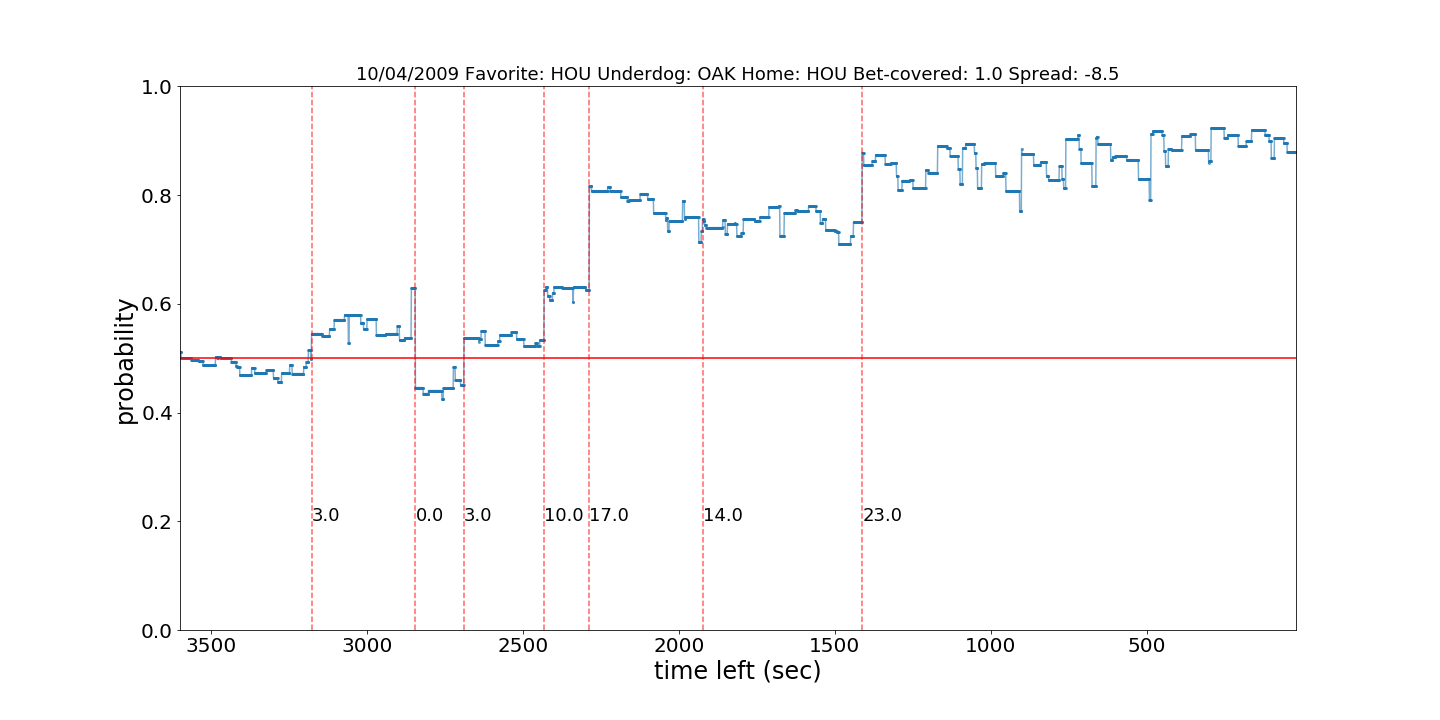 10/04/2009 Favorite: HOU Underdog: OAK Home: HOU Bet-covered: 1.0 Spread: -8.5
1.0
0.8
0.6
0.4
0.2
0.0
probability
3.0 0.0 3.0 10.0 17.0 14.0 23.0
3500 3000 2500 2000 1500 1000 500
time left (sec)